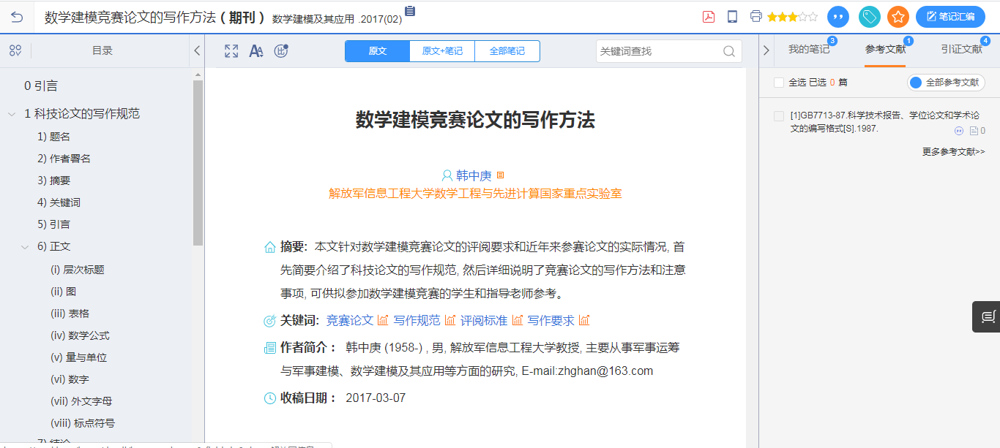 数学建模竞赛论文的写作方法（期刊） 数学建模及其应用 .2017(02)
笔记汇编
目录
原文 原文+笔记 全部笔记
关键词查找
我的笔记 3 参考文献 1 引证文献 4
0 引言
1 科技论文的写作规范
1) 题名
2) 作者署名
3) 摘要
4) 关键词
5) 引言
6) 正文
(i) 层次标题
(ii) 图
(iii) 表格
(iv) 数学公式
(v) 量与单位
(vi) 数字
(vii) 外文字母
(viii) 标点符号
7) 结论
数学建模竞赛论文的写作方法
韩中庚
解放军信息工程大学数学工程与先进计算国家重点实验室
摘要：本文针对数学建模竞赛论文的评阅要求和近年来参赛论文的实际情况, 首
先简要介绍了科技论文的写作规范, 然后详细说明了竞赛论文的写作方法和注意
事项, 可供拟参加数学建模竞赛的学生和指导老师参考。
关键词：竞赛论文 写作规范 评阅标准 写作要求
作者简介： 韩中庚 (1958-) , 男, 解放军信息工程大学教授, 主要从事军事运筹
与军事建模、数学建模及其应用等方面的研究, E-mail:zhghan@163.com
收稿日期： 2017-03-07
全选 已选 0 篇 全部参考文献
[1]GB7713-87.科学技术报告、学位论文和学术论
文的编写格式[S].1987.
0
更多参考文献>>